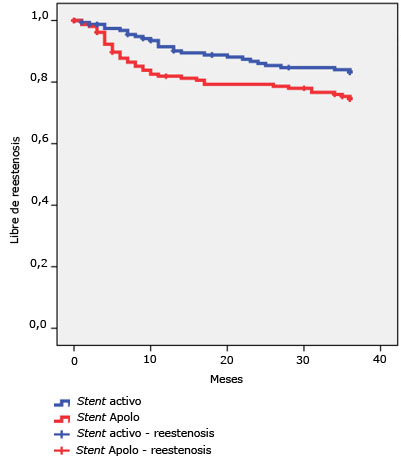 1,0
0,8
0,6
0,4
0,2
0,0
Libre de reestenosis
0 10 20 30 40
Meses
Stent activo
Stent Apolo
Stent activo - reestenosis
Stent Apolo - reestenosis